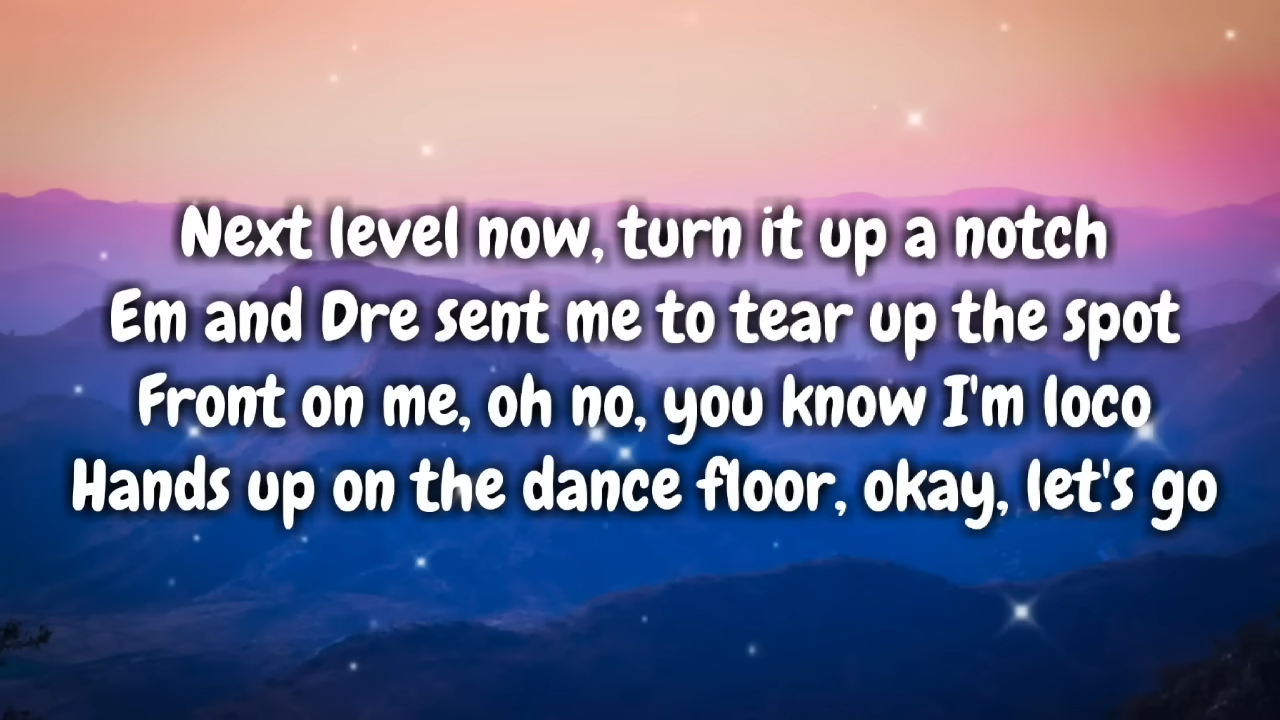 Next level now, turn it up a notch
Em and Dre sent me to tear up the spot
Front on me, oh no, you know I'm loco
Hands up on the dance floor, okay, let's go